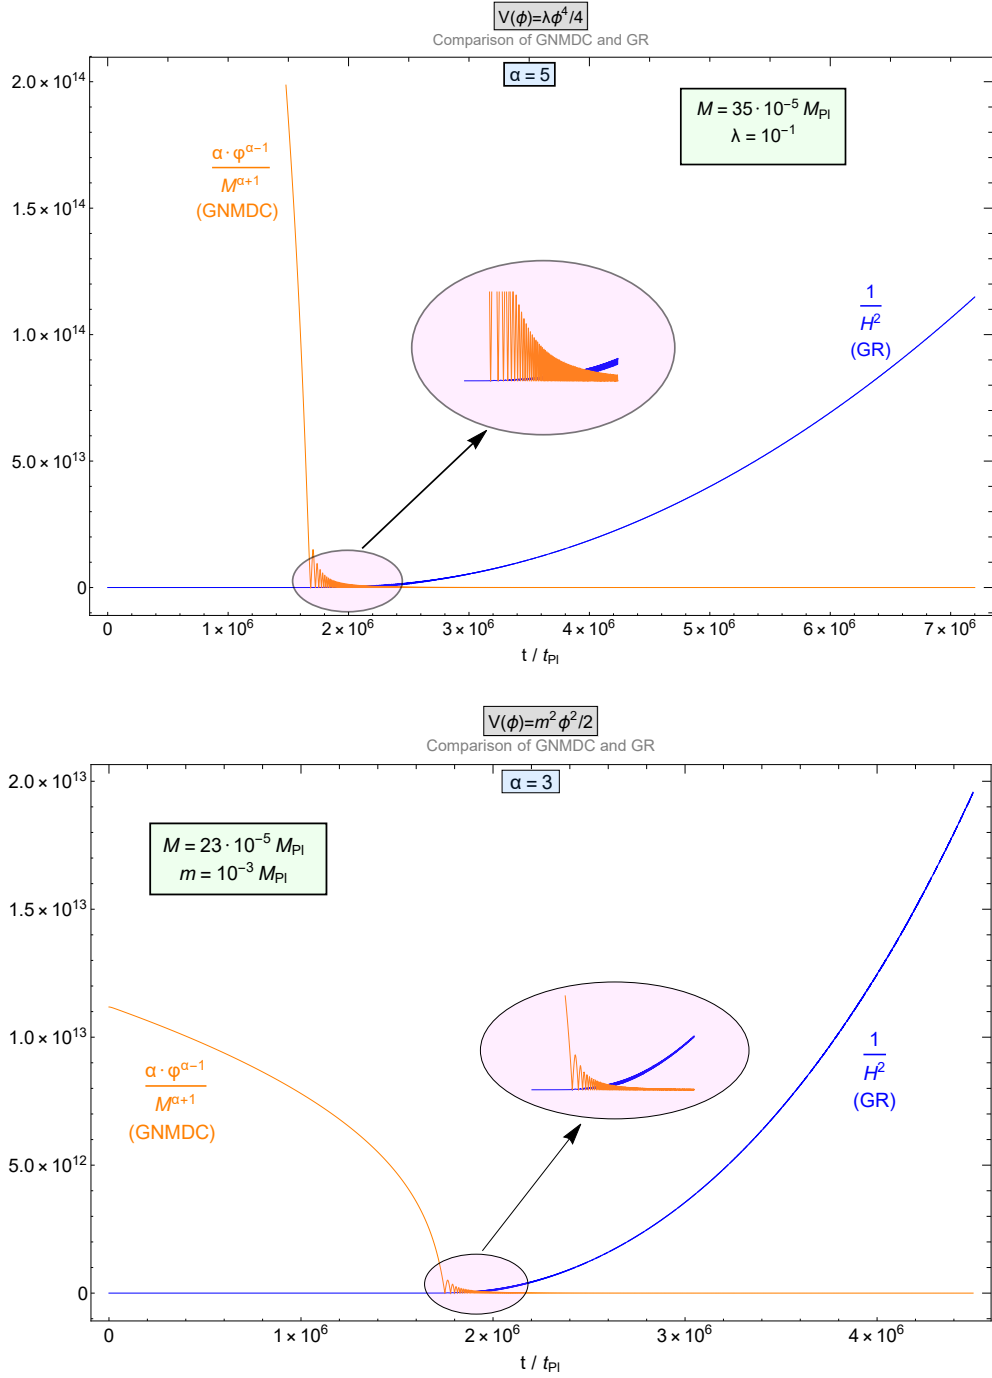 V(ϕ)=λϕ⁴/4
Comparison of GNMDC and GR
α = 5
M = 35·10⁻⁵ M_Pl
λ = 10⁻¹
2.0×10¹⁴
1.5×10¹⁴
1.0×10¹⁴
5.0×10¹³
0
α·φ^(α−1)
M^(α+1)
(GNMDC)
1
H²
(GR)
0 1×10⁶ 2×10⁶ 3×10⁶ 4×10⁶ 5×10⁶ 6×10⁶ 7×10⁶
t / t_Pl
V(ϕ)=m²ϕ²/2
Comparison of GNMDC and GR
α = 3
M = 23·10⁻⁵ M_Pl
m = 10⁻³ M_Pl
2.0×10¹³
1.5×10¹³
1.0×10¹³
5.0×10¹²
0
α·φ^(α−1)
M^(α+1)
(GNMDC)
1
H²
(GR)
0 1×10⁶ 2×10⁶ 3×10⁶ 4×10⁶
t / t_Pl